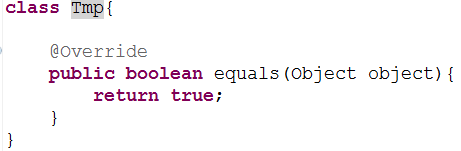 class Tmp{
@Override
public boolean equals(Object object){
return true;
}
}